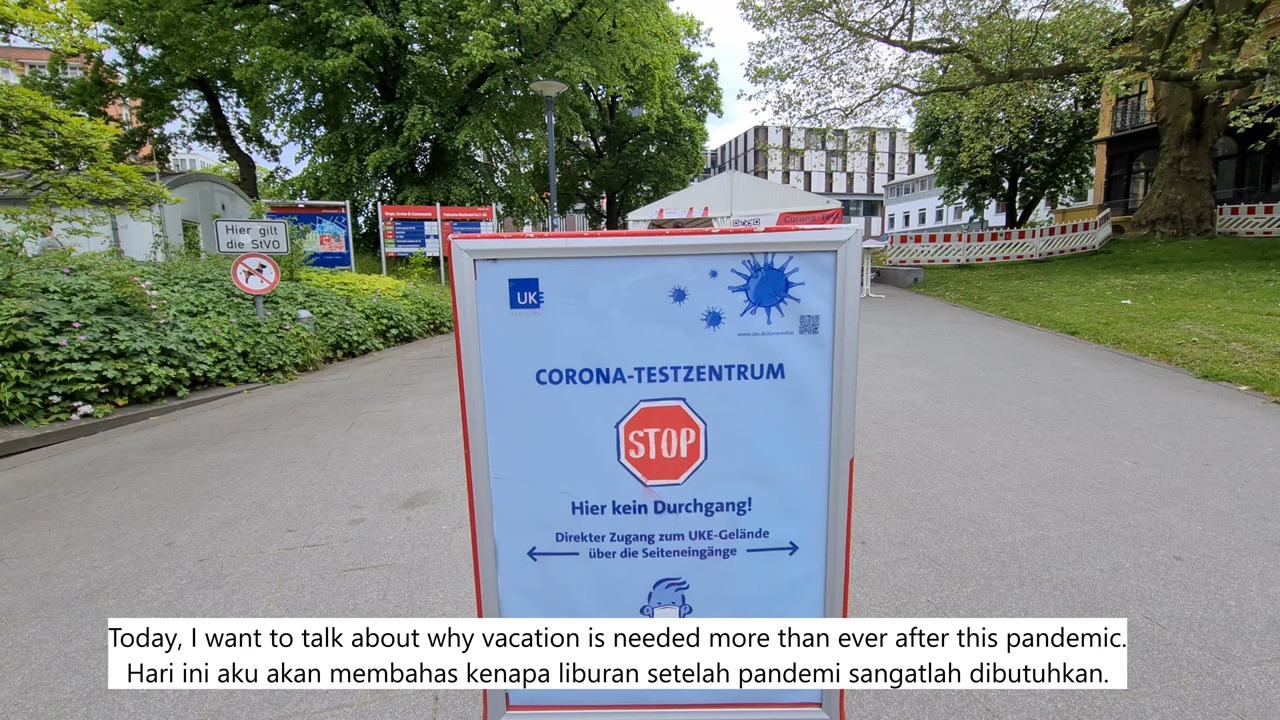 Hier gilt
die StVO
Corona-Test
UKE
HAMBURG
CORONA-TESTZENTRUM
STOP
Hier kein Durchgang!
Direkter Zugang zum UKE-Gelände
über die Seiteneingänge
Today, I want to talk about why vacation is needed more than ever after this pandemic.
Hari ini aku akan membahas kenapa liburan setelah pandemi sangatlah dibutuhkan.